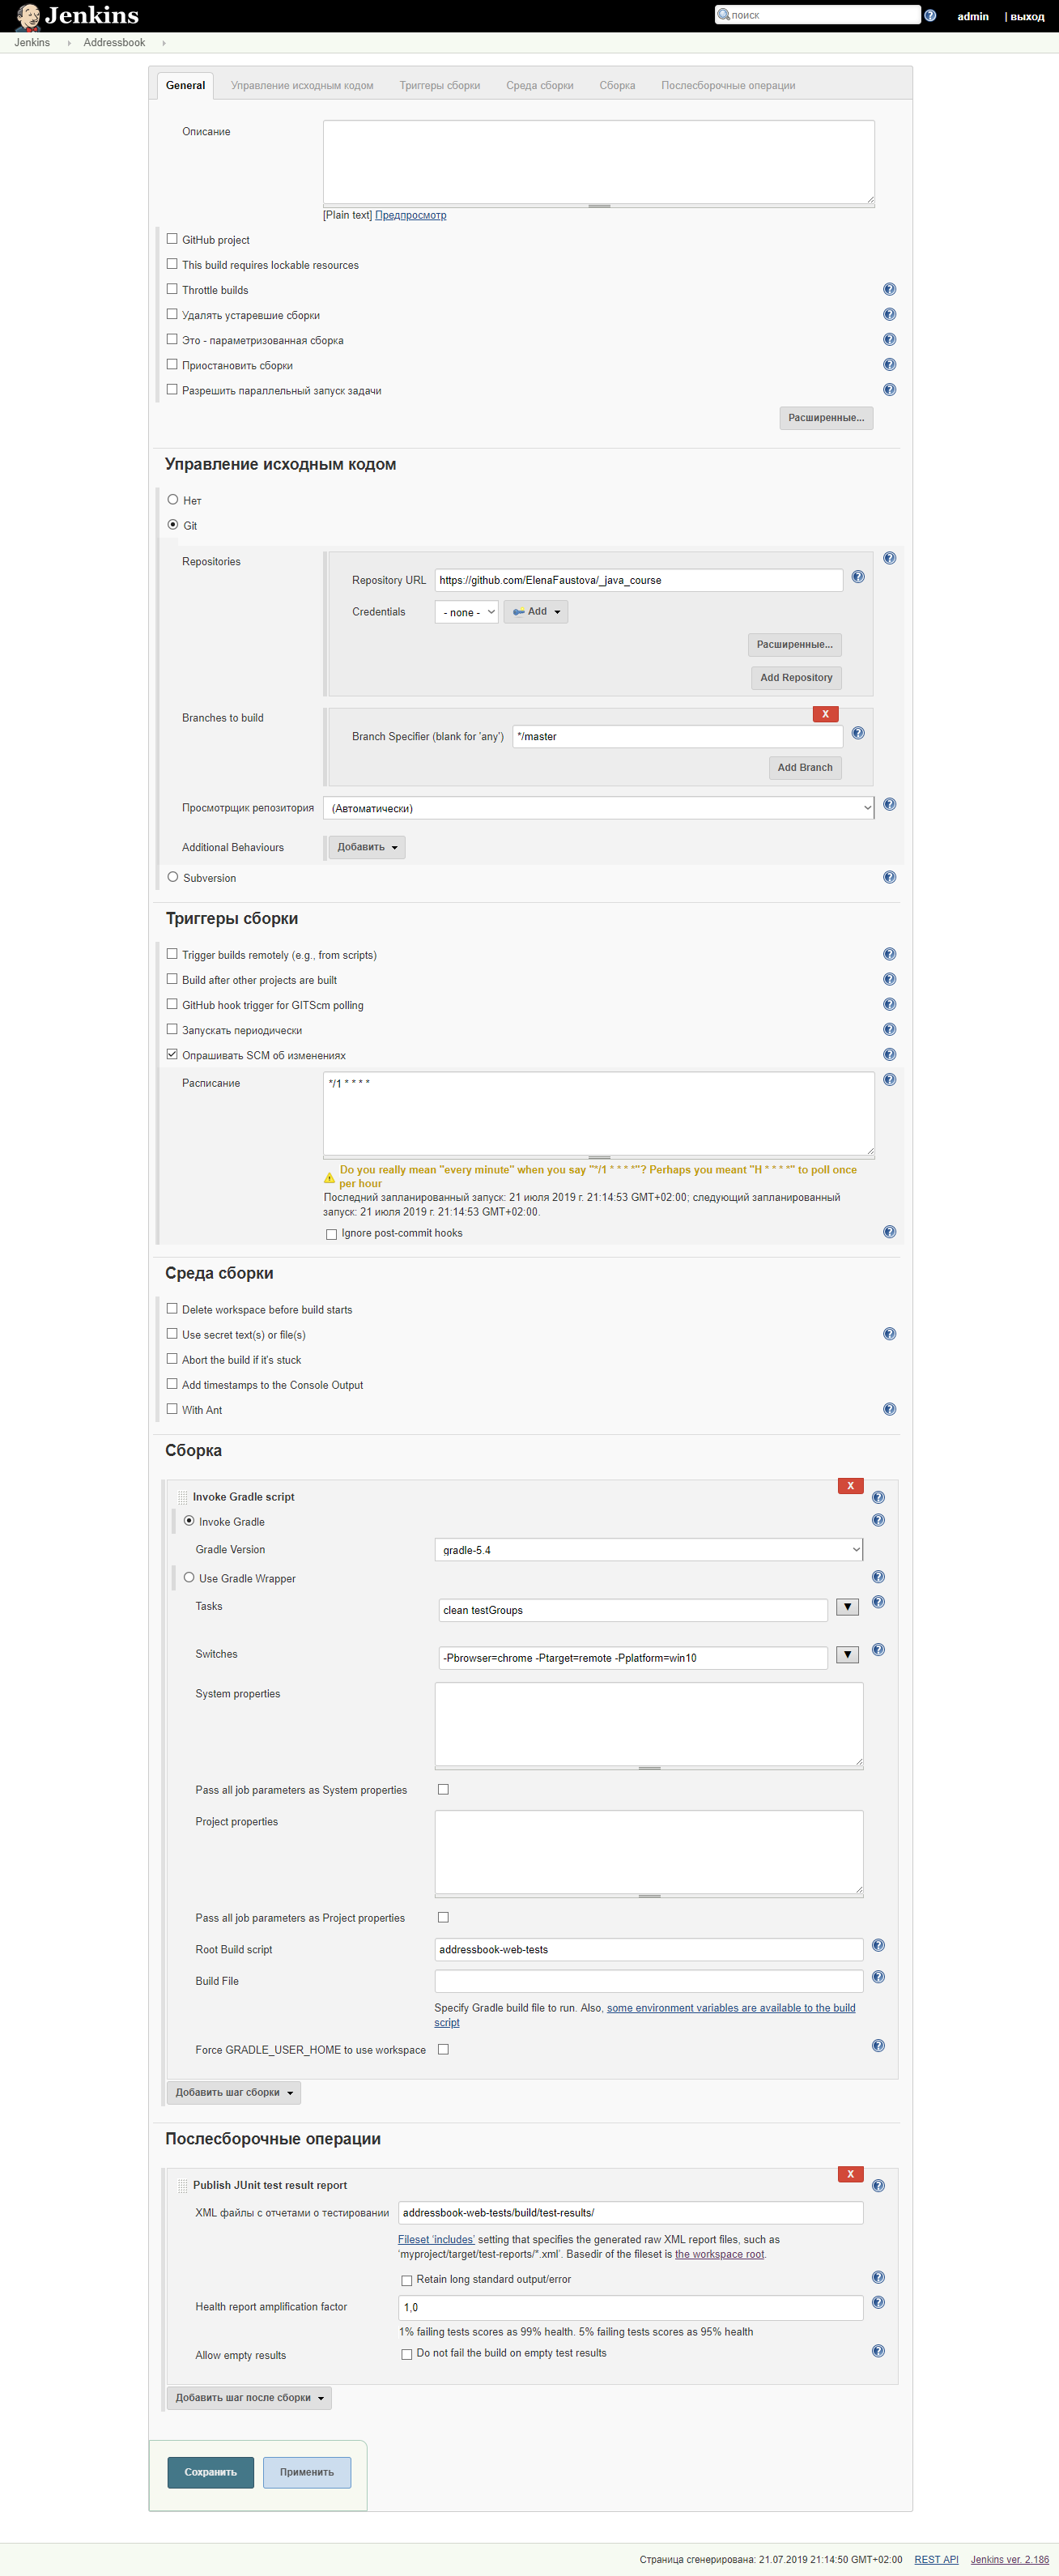 Jenkins
поиск
admin
| выход
Jenkins
Addressbook
General
Управление исходным кодом
Триггеры сборки
Среда сборки
Сборка
Послесборочные операции
Описание
[Plain text] Предпросмотр
GitHub project
This build requires lockable resources
Throttle builds
Удалять устаревшие сборки
Это - параметризованная сборка
Приостановить сборки
Разрешить параллельный запуск задачи
Расширенные...
Управление исходным кодом
Нет
Git
Repositories
Repository URL
https://github.com/ElenaFaustova/_java_course
Credentials
- none -
Add
Расширенные...
Add Repository
Branches to build
X
Branch Specifier (blank for 'any')
*/master
Add Branch
Просмотрщик репозитория
(Автоматически)
Additional Behaviours
Добавить
Subversion
Триггеры сборки
Trigger builds remotely (e.g., from scripts)
Build after other projects are built
GitHub hook trigger for GITScm polling
Запускать периодически
Опрашивать SCM об изменениях
Расписание
*/1 * * * *
Do you really mean "every minute" when you say "*/1 * * * *"? Perhaps you meant "H * * * *" to poll once
per hour
Последний запланированный запуск: 21 июля 2019 г. 21:14:53 GMT+02:00; следующий запланированный
запуск: 21 июля 2019 г. 21:14:53 GMT+02:00.
Ignore post-commit hooks
Среда сборки
Delete workspace before build starts
Use secret text(s) or file(s)
Abort the build if it's stuck
Add timestamps to the Console Output
With Ant
Сборка
X
Invoke Gradle script
Invoke Gradle
Gradle Version
gradle-5.4
Use Gradle Wrapper
Tasks
clean testGroups
Switches
-Pbrowser=chrome -Ptarget=remote -Pplatform=win10
System properties
Pass all job parameters as System properties
Project properties
Pass all job parameters as Project properties
Root Build script
addressbook-web-tests
Build File
Specify Gradle build file to run. Also, some environment variables are available to the build
script
Force GRADLE_USER_HOME to use workspace
Добавить шаг сборки
Послесборочные операции
X
Publish JUnit test result report
XML файлы с отчетами о тестировании
addressbook-web-tests/build/test-results/
Fileset 'includes' setting that specifies the generated raw XML report files, such as
'myproject/target/test-reports/*.xml'. Basedir of the fileset is the workspace root.
Retain long standard output/error
Health report amplification factor
1,0
1% failing tests scores as 99% health. 5% failing tests scores as 95% health
Allow empty results
Do not fail the build on empty test results
Добавить шаг после сборки
Сохранить
Применить
Страница сгенерирована: 21.07.2019 21:14:50 GMT+02:00
REST API
Jenkins ver. 2.186